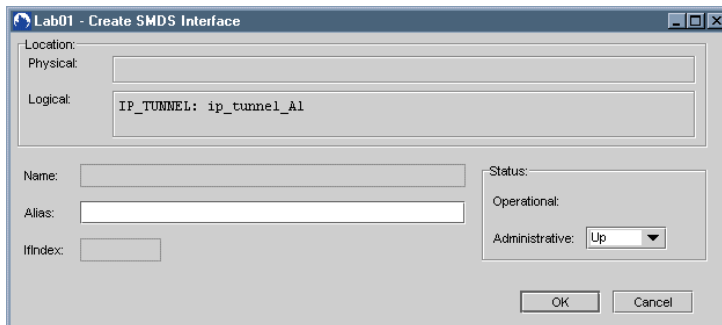 Lab01 - Create SMDS Interface
Location:
Physical:
Logical:
IP_TUNNEL: ip_tunnel_A1
Name:
Alias:
IfIndex:
Status:
Operational:
Administrative: Up
OK Cancel